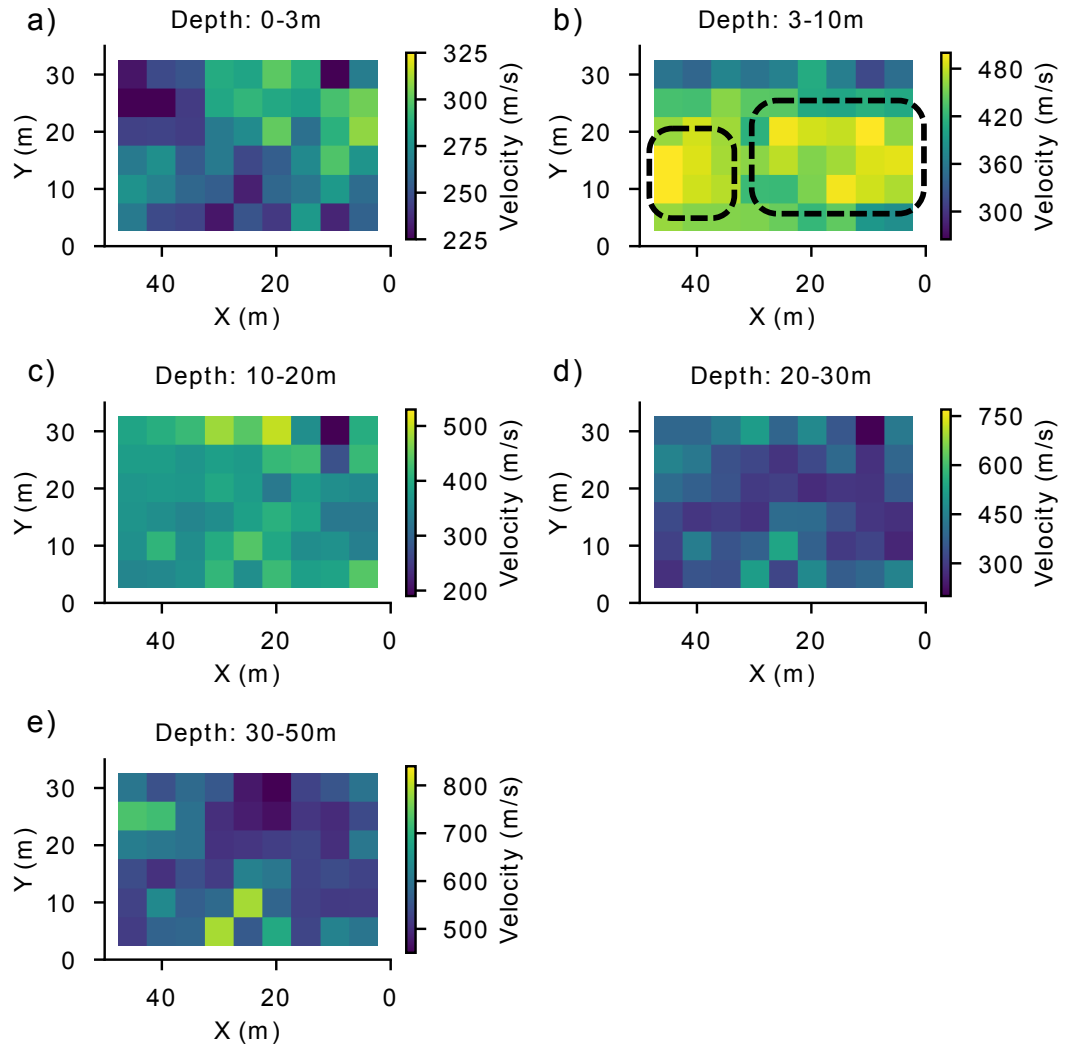 a)
Depth: 0-3m
30
20
10
0
Y (m)
40
20
0
X (m)
325
300
275
250
225
Velocity (m/s)
b)
Depth: 3-10m
30
20
10
0
Y (m)
40
20
0
X (m)
480
420
360
300
Velocity (m/s)
c)
Depth: 10-20m
30
20
10
0
Y (m)
40
20
0
X (m)
500
400
300
200
Velocity (m/s)
d)
Depth: 20-30m
30
20
10
0
Y (m)
40
20
0
X (m)
750
600
450
300
Velocity (m/s)
e)
Depth: 30-50m
30
20
10
0
Y (m)
40
20
0
X (m)
800
700
600
500
Velocity (m/s)